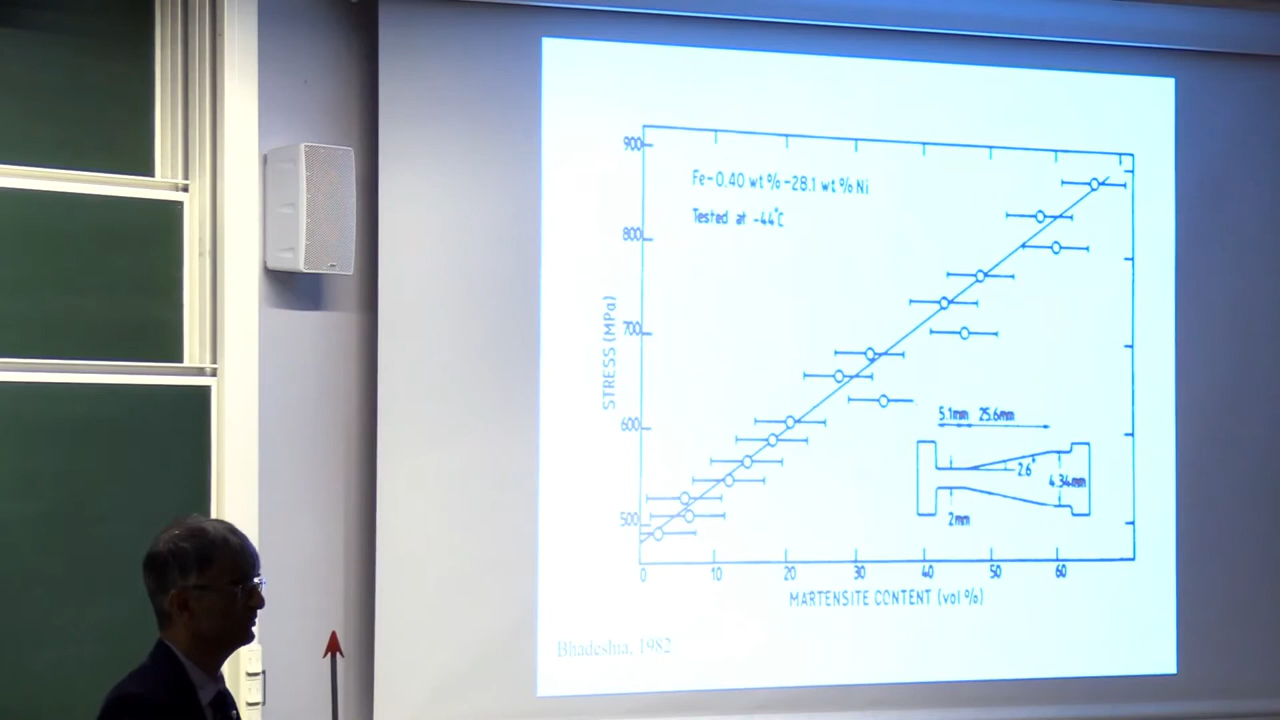 900
800
700
600
500
STRESS (MPa)
Fe-0.40 wt %-28.1 wt % Ni
Tested at -44°C
5.1mm 25.6mm
2.6°
4.34mm
2mm
0 10 20 30 40 50 60
MARTENSITE CONTENT (vol %)
Bhadeshia, 1982